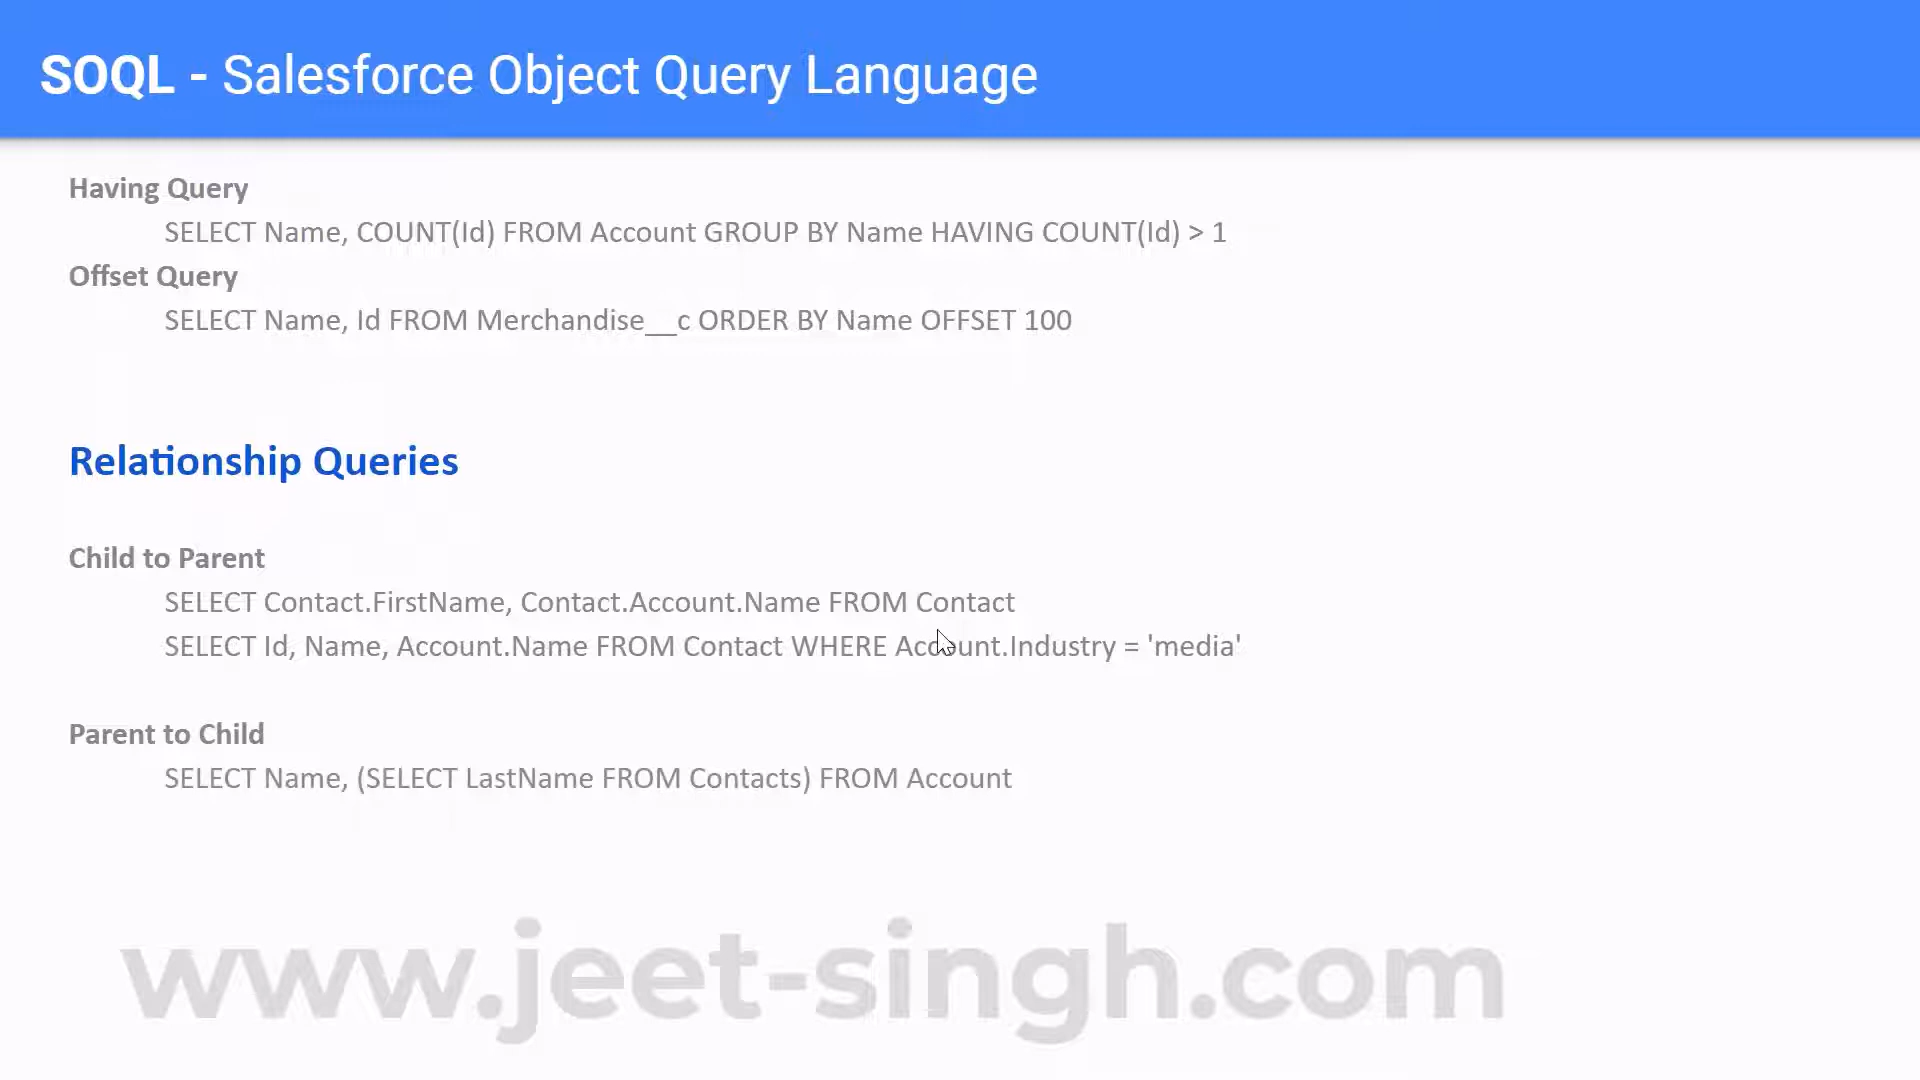 SOQL - Salesforce Object Query Language
Having Query
SELECT Name, COUNT(Id) FROM Account GROUP BY Name HAVING COUNT(Id) > 1
Offset Query
SELECT Name, Id FROM Merchandise__c ORDER BY Name OFFSET 100
Relationship Queries
Child to Parent
SELECT Contact.FirstName, Contact.Account.Name FROM Contact
SELECT Id, Name, Account.Name FROM Contact WHERE Account.Industry = 'media'
Parent to Child
SELECT Name, (SELECT LastName FROM Contacts) FROM Account
www.jeet-singh.com